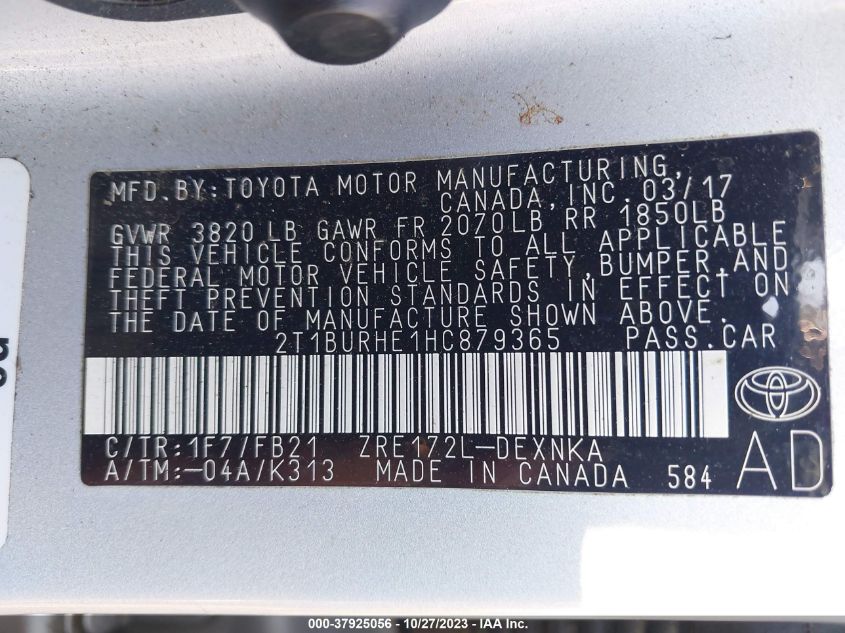 MFD. BY: TOYOTA MOTOR MANUFACTURING,
CANADA, INC. 03/17
GVWR 3820 LB GAWR FR 2070LB RR 1850LB
THIS VEHICLE CONFORMS TO ALL APPLICABLE
FEDERAL MOTOR VEHICLE SAFETY, BUMPER, AND
THEFT PREVENTION STANDARDS IN EFFECT ON
THE DATE OF MANUFACTURE SHOWN ABOVE.
2T1BURHE1HC879365 PASS.CAR
C/TR:1F7/FB21 ZRE172L-DEXNKA
A/TM:-04A/K313 MADE IN CANADA 584
AD
000-37925056 - 10/27/2023 - IAA Inc.